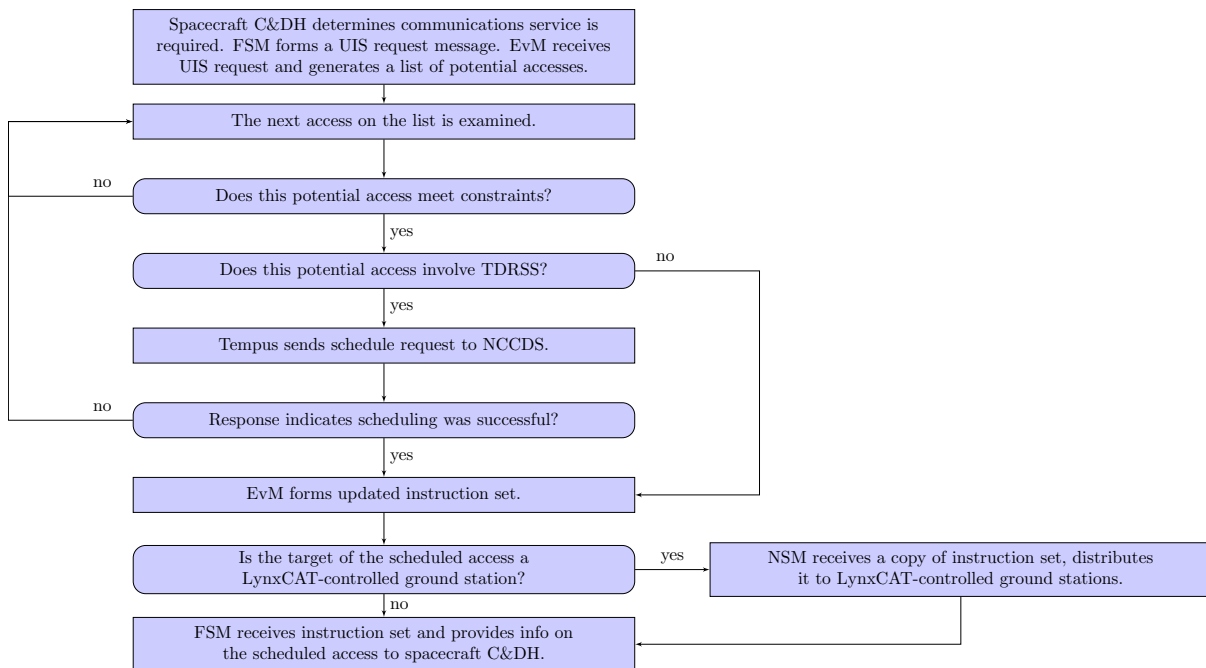 Spacecraft C&DH determines communications service is
required. FSM forms a UIS request message. EvM receives
UIS request and generates a list of potential accesses.
The next access on the list is examined.
no
Does this potential access meet constraints?
yes
Does this potential access involve TDRSS?
no
yes
Tempus sends schedule request to NCCDS.
no
Response indicates scheduling was successful?
yes
EvM forms updated instruction set.
Is the target of the scheduled access a
LynxCAT-controlled ground station?
yes
NSM receives a copy of instruction set, distributes
it to LynxCAT-controlled ground stations.
no
FSM receives instruction set and provides info on
the scheduled access to spacecraft C&DH.